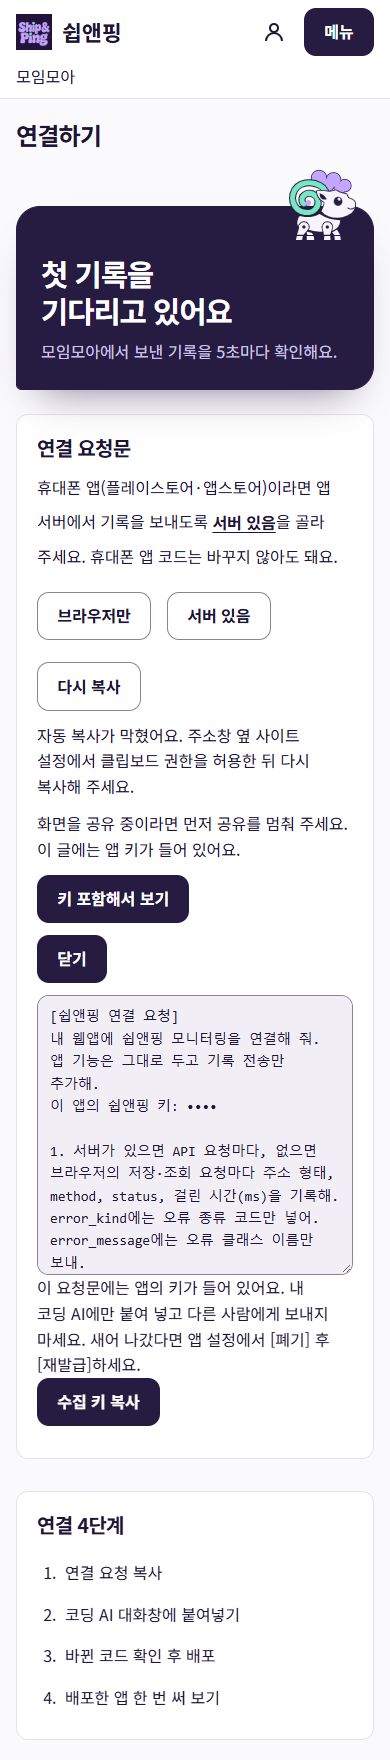 Ship&
Ping
쉽앤핑
메뉴
모임모아
연결하기
첫 기록을
기다리고 있어요
모임모아에서 보낸 기록을 5초마다 확인해요.
연결 요청문
휴대폰 앱(플레이스토어·앱스토어)이라면 앱
서버에서 기록을 보내도록 서버 있음을 골라
주세요. 휴대폰 앱 코드는 바꾸지 않아도 돼요.
브라우저만
서버 있음
다시 복사
자동 복사가 막혔어요. 주소창 옆 사이트
설정에서 클립보드 권한을 허용한 뒤 다시
복사해 주세요.
화면을 공유 중이라면 먼저 공유를 멈춰 주세요.
이 글에는 앱 키가 들어 있어요.
키 포함해서 보기
닫기
[쉽앤핑 연결 요청]
내 웹앱에 쉽앤핑 모니터링을 연결해 줘.
앱 기능은 그대로 두고 기록 전송만
추가해.
이 앱의 쉽앤핑 키: ••••
1. 서버가 있으면 API 요청마다, 없으면
브라우저의 저장·조회 요청마다 주소 형태,
method, status, 걸린 시간(ms)을 기록해.
error_kind에는 오류 종류 코드만 넣어.
error_message에는 오류 클래스 이름만
보내.
이 요청문에는 앱의 키가 들어 있어요. 내
코딩 AI에만 붙여 넣고 다른 사람에게 보내지
마세요. 새어 나갔다면 앱 설정에서 [폐기] 후
[재발급]하세요.
수집 키 복사
연결 4단계
1. 연결 요청 복사
2. 코딩 AI 대화창에 붙여넣기
3. 바뀐 코드 확인 후 배포
4. 배포한 앱 한 번 써 보기